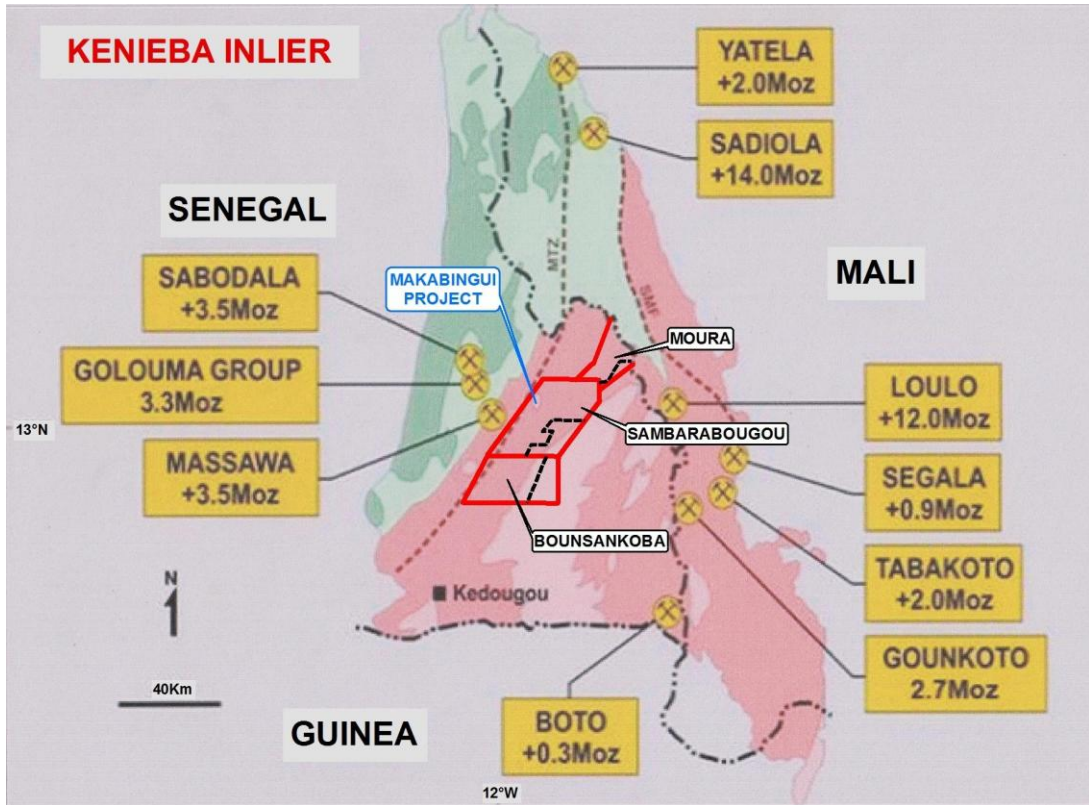 KENIEBA INLIER
YATELA
+2.0Moz
SADIOLA
+14.0Moz
SENEGAL
MALI
SABODALA
+3.5Moz
MAKABINGUI
PROJECT
MTZ
SMF
MOURA
GOLOUMA GROUP
3.3Moz
LOULO
+12.0Moz
13°N
SAMBARABOUGOU
MASSAWA
+3.5Moz
SEGALA
+0.9Moz
BOUNSANKOBA
TABAKOTO
+2.0Moz
N
Kedougou
GOUNKOTO
2.7Moz
40Km
GUINEA
BOTO
+0.3Moz
12°W